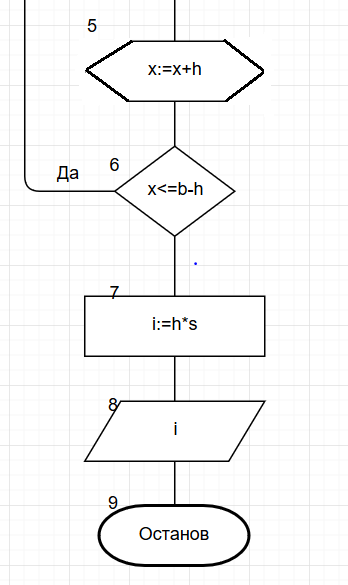 5
x:=x+h
6
Да
x<=b-h
7
i:=h*s
8
i
9
Останов